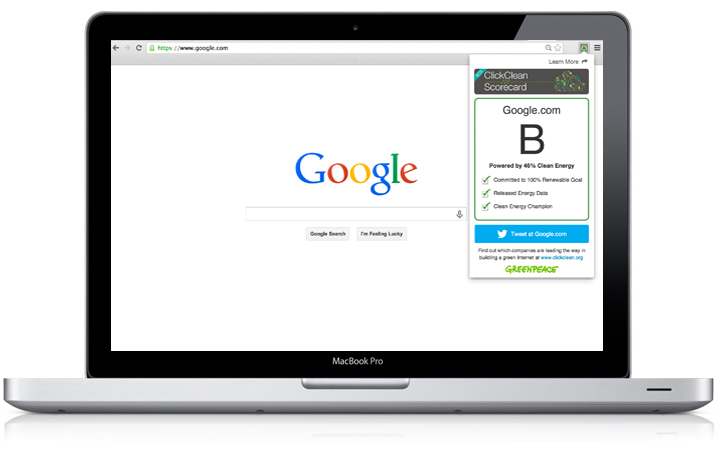 https://www.google.com
Learn More
ClickClean
Scorecard
Google.com
B
Powered by 46% Clean Energy
Committed to 100% Renewable Goal
Released Energy Data
Clean Energy Champion
Tweet at Google.com
Find out which companies are leading the way in
building a green Internet at www.clickclean.org
GREENPEACE
Google
Google Search
I'm Feeling Lucky
MacBook Pro